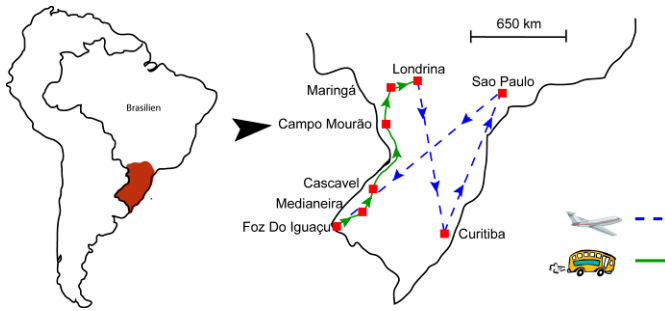 650 km
Londrina
Sao Paulo
Maringá
Brasilien
Campo Mourão
Cascavel
Medianeira
Foz Do Iguaçu
Curitiba